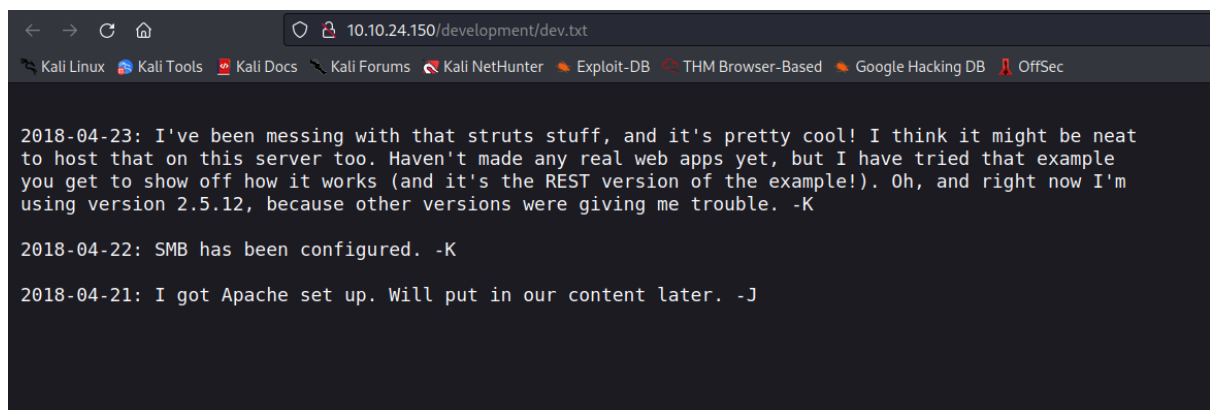 10.10.24.150/development/dev.txt
Kali Linux Kali Tools Kali Docs Kali Forums Kali NetHunter Exploit-DB THM Browser-Based Google Hacking DB OffSec
2018-04-23: I've been messing with that struts stuff, and it's pretty cool! I think it might be neat
to host that on this server too. Haven't made any real web apps yet, but I have tried that example
you get to show off how it works (and it's the REST version of the example!). Oh, and right now I'm
using version 2.5.12, because other versions were giving me trouble. -K
2018-04-22: SMB has been configured. -K
2018-04-21: I got Apache set up. Will put in our content later. -J